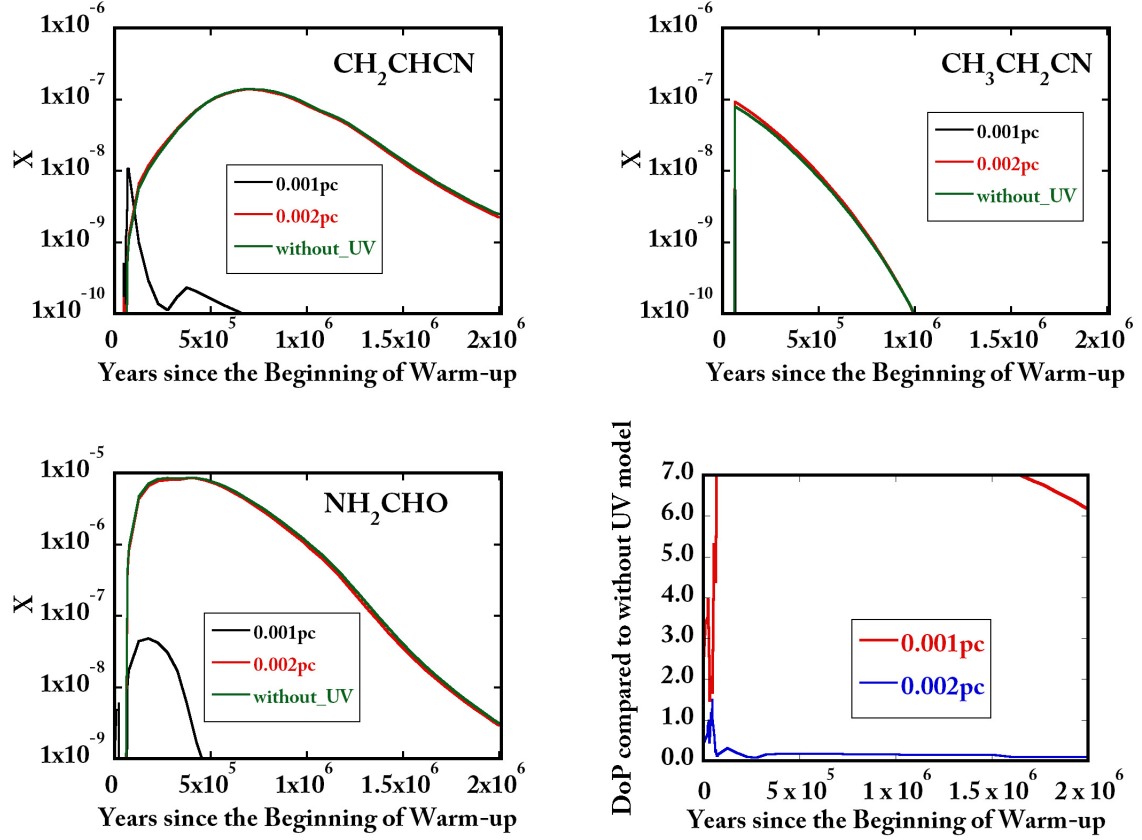 1x10⁻⁶
1x10⁻⁷
1x10⁻⁸
1x10⁻⁹
1x10⁻¹⁰
X
CH₂CHCN
0.001pc
0.002pc
without_UV
0 5x10⁵ 1x10⁶ 1.5x10⁶ 2x10⁶
Years since the Beginning of Warm-up
1x10⁻⁶
1x10⁻⁷
1x10⁻⁸
1x10⁻⁹
1x10⁻¹⁰
X
CH₃CH₂CN
0.001pc
0.002pc
without_UV
0 5x10⁵ 1x10⁶ 1.5x10⁶ 2x10⁶
Years since the Beginning of Warm-up
1x10⁻⁵
1x10⁻⁶
1x10⁻⁷
1x10⁻⁸
1x10⁻⁹
X
NH₂CHO
0.001pc
0.002pc
without_UV
0 5x10⁵ 1x10⁶ 1.5x10⁶ 2x10⁶
Years since the Beginning of Warm-up
DoP compared to without UV model
7.0
6.0
5.0
4.0
3.0
2.0
1.0
0.0
0.001pc
0.002pc
0 5 x 10⁵ 1 x 10⁶ 2 x 10⁶
Years since the Beginning of Warm-up